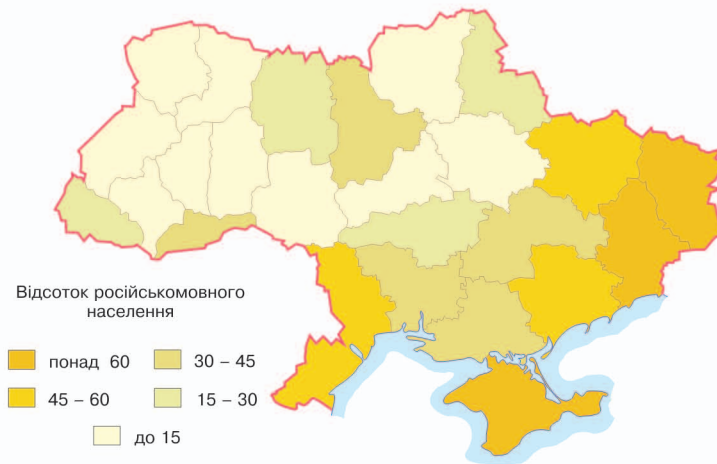 Відсоток російськомовного
населення
понад 60
30 – 45
45 – 60
15 – 30
до 15